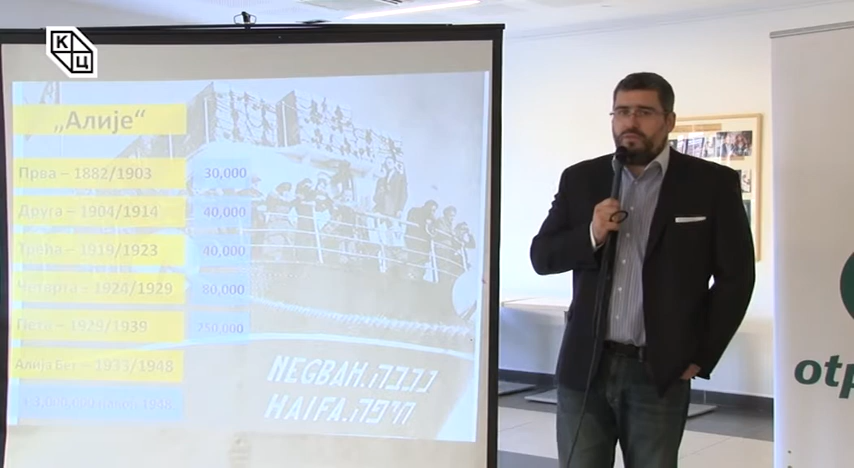 КЦ
„Алије“
Прва – 1882/1903 30,000
Друга – 1904/1914 40,000
Трећа – 1919/1923 40,000
Четврта – 1924/1929 80,000
Пета – 1929/1939 250,000
Алија Бет – 1933/1948
1948
NEGBAH. נגבה
HAIFA. חיפה
otp